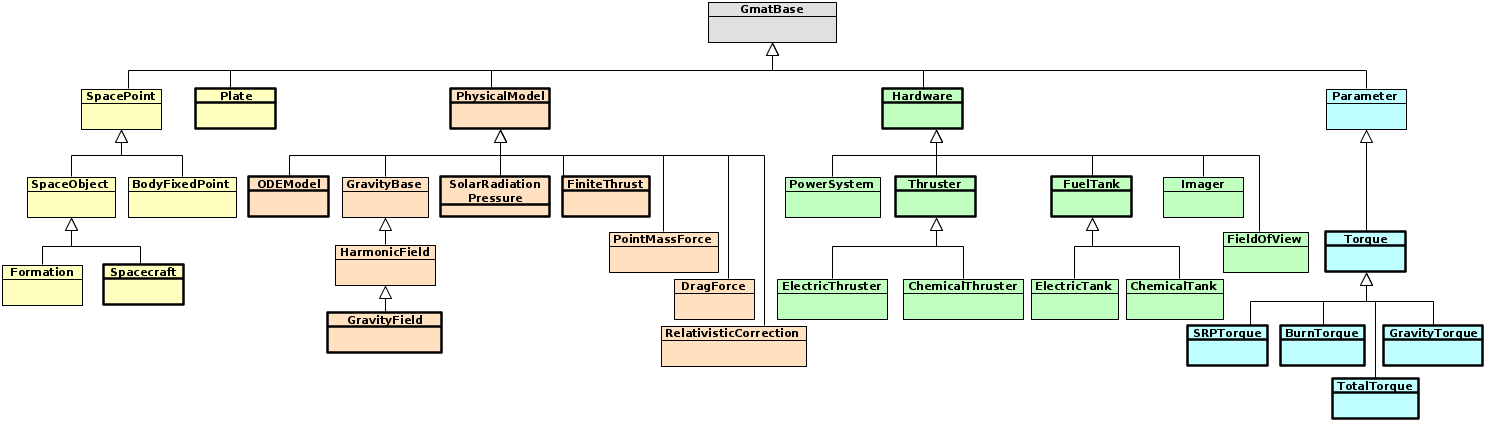 GmatBase
SpacePoint
Plate
PhysicalModel
Hardware
Parameter
SpaceObject
BodyFixedPoint
ODEModel
GravityBase
SolarRadiation
Pressure
FiniteThrust
PowerSystem
Thruster
FuelTank
Imager
PointMassForce
FieldOfView
Torque
HarmonicField
Formation
Spacecraft
DragForce
ElectricThruster
ChemicalThruster
ElectricTank
ChemicalTank
GravityField
RelativisticCorrection
SRPTorque
BurnTorque
GravityTorque
TotalTorque